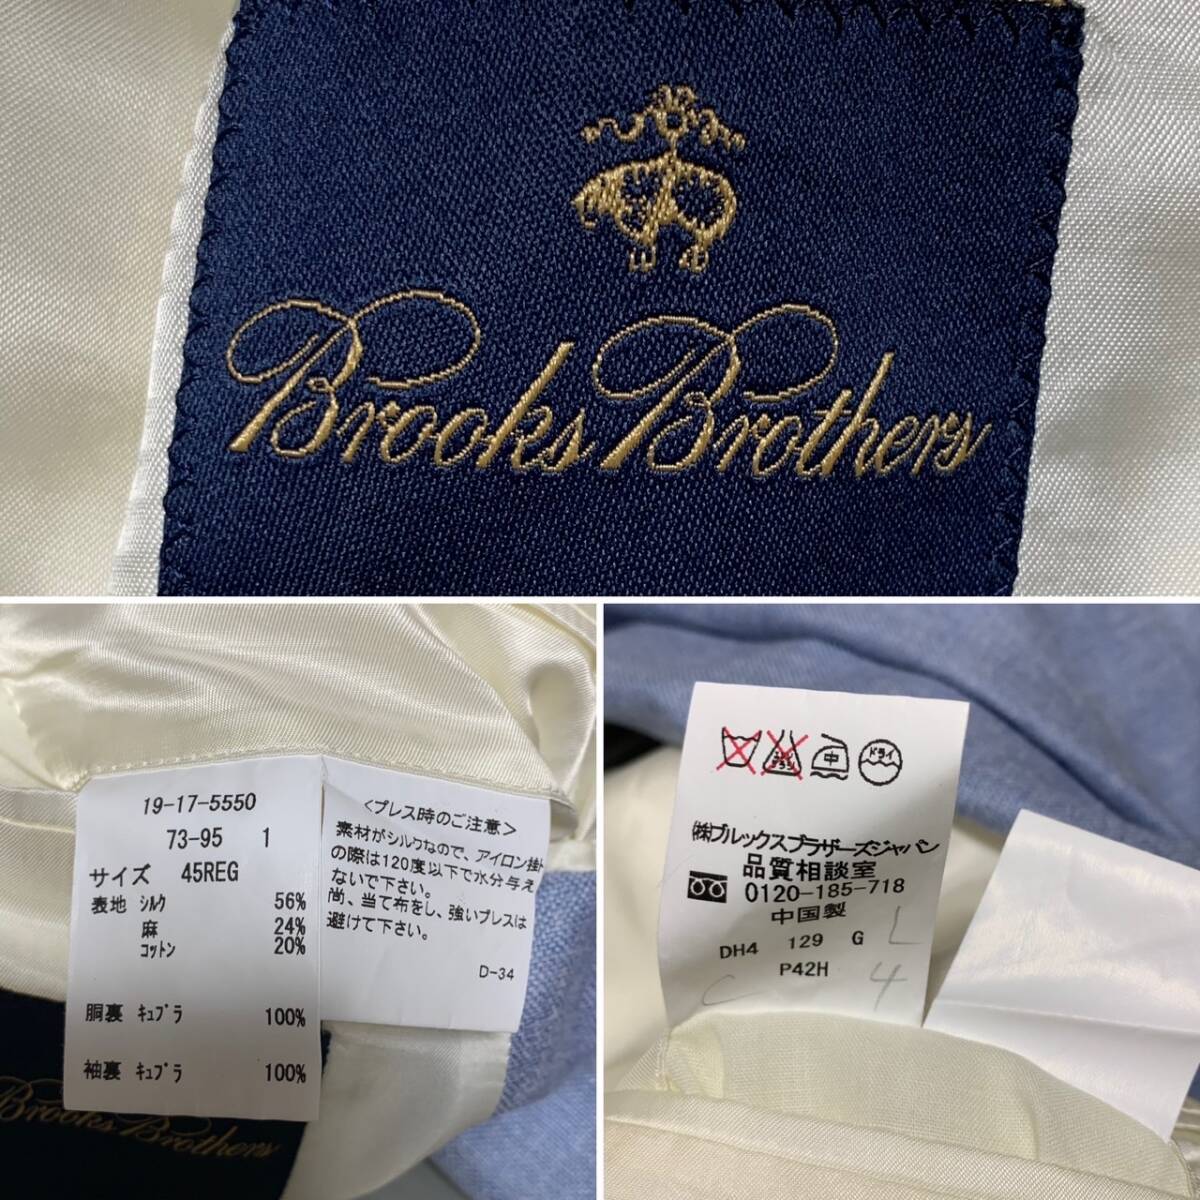 Brooks Brothers
19-17-5550
73-95 1
サイズ 45REG
表地 シルク 56%
麻 24%
コットン 20%
胴裏 キュプラ 100%
袖裏 キュプラ 100%
Brooks Brothers
<プレス時のご注意>
素材がシルクなので、アイロン掛け
の際は120度以下で水分与え
ないで下さい。
尚、当て布をし、強いプレスは
避けて下さい。
D-34
中 ドライ
㈱ブルックスブラザーズジャパン
品質相談室
0120-185-718
中国製
DH4 129 G L
P42H
C 4